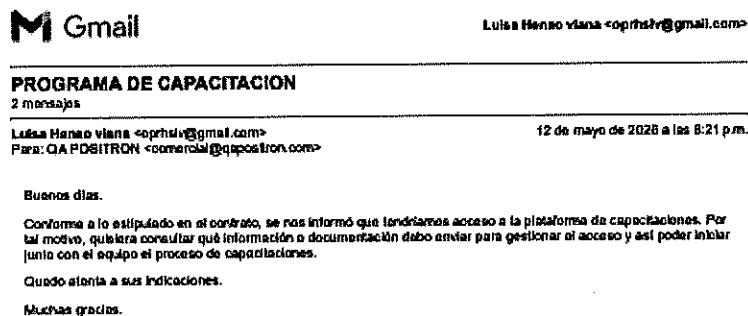 Gmail
Luisa Henao viana <oprhslv@gmail.com>
PROGRAMA DE CAPACITACION
2 mensajes
Luisa Henao viana <oprhslv@gmail.com>
12 de mayo de 2026 a las 8:21 p.m.
Para: QA POSITRON <comercial@qapositron.com>
Buenos días.
Conforme a lo estipulado en el contrato, se nos informó que tendríamos acceso a la plataforma de capacitaciones. Por
tal motivo, quisiera consultar qué información o documentación debo enviar para gestionar el acceso y así poder iniciar
junto con el equipo el proceso de capacitaciones.
Quedo atenta a sus indicaciones.
Muchas gracias.